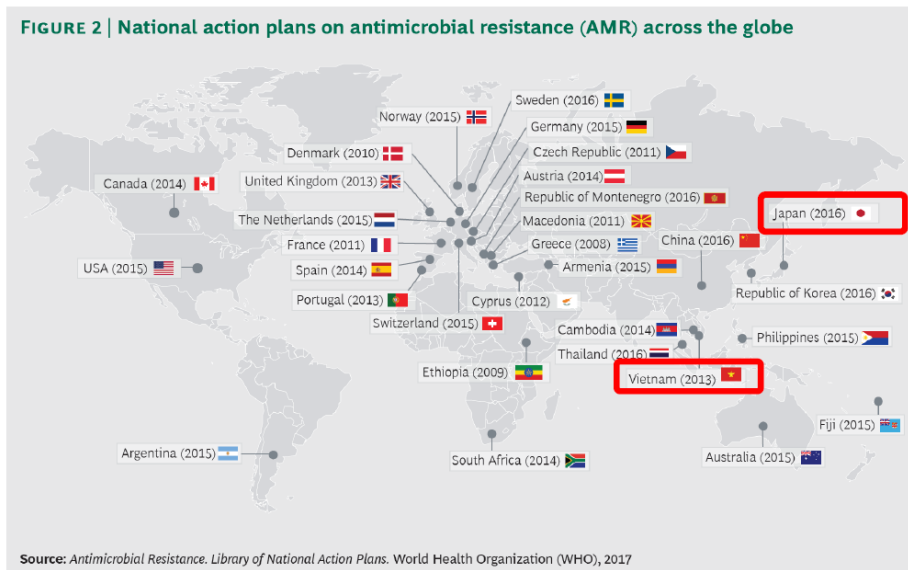 FIGURE 2 | National action plans on antimicrobial resistance (AMR) across the globe
Sweden (2016)
Norway (2015)
Germany (2015)
Denmark (2010)
Czech Republic (2011)
Canada (2014)
United Kingdom (2013)
Austria (2014)
Republic of Montenegro (2016)
The Netherlands (2015)
Macedonia (2011)
Japan (2016)
France (2011)
Greece (2008)
China (2016)
USA (2015)
Spain (2014)
Armenia (2015)
Portugal (2013)
Cyprus (2012)
Republic of Korea (2016)
Switzerland (2015)
Cambodia (2014)
Philippines (2015)
Thailand (2016)
Ethiopia (2009)
Vietnam (2013)
Fiji (2015)
Argentina (2015)
South Africa (2014)
Australia (2015)
Source: Antimicrobial Resistance. Library of National Action Plans. World Health Organization (WHO), 2017